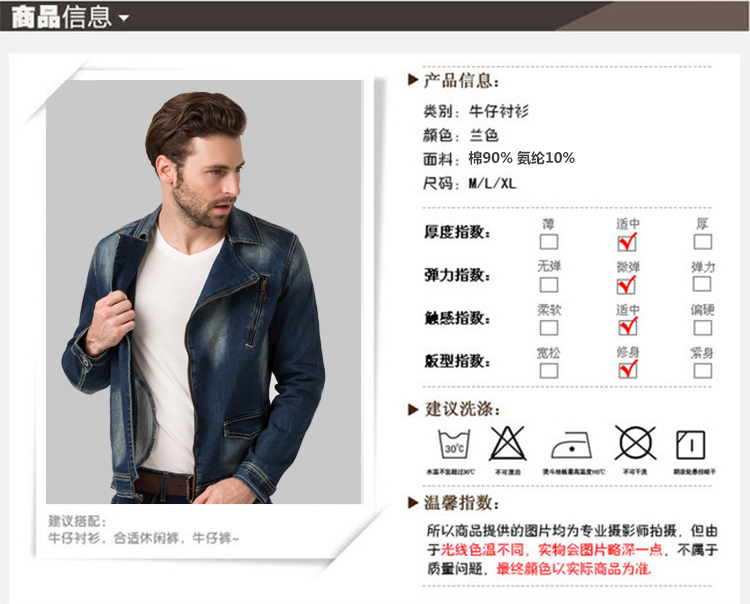 商品信息
产品信息：
类别：牛仔衬衫
颜色：兰色
面料：棉90% 氨纶10%
尺码：M/L/XL
厚度指数：
薄 适中 厚
弹力指数：
无弹 微弹 弹力
触感指数：
柔软 适中 偏硬
版型指数：
宽松 修身 紧身
建议洗涤：
30°C
水温不宜超过30℃ 不可漂泊 熨斗地板最高温度110℃ 不可干洗 阴凉处悬挂晾干
温馨指数：
所以商品提供的图片均为专业摄影师拍摄，但由
于光线色温不同，实物会图片略深一点，不属于
质量问题，最终颜色以实际商品为准.
建议搭配：
牛仔衬衫，合适休闲裤，牛仔裤~